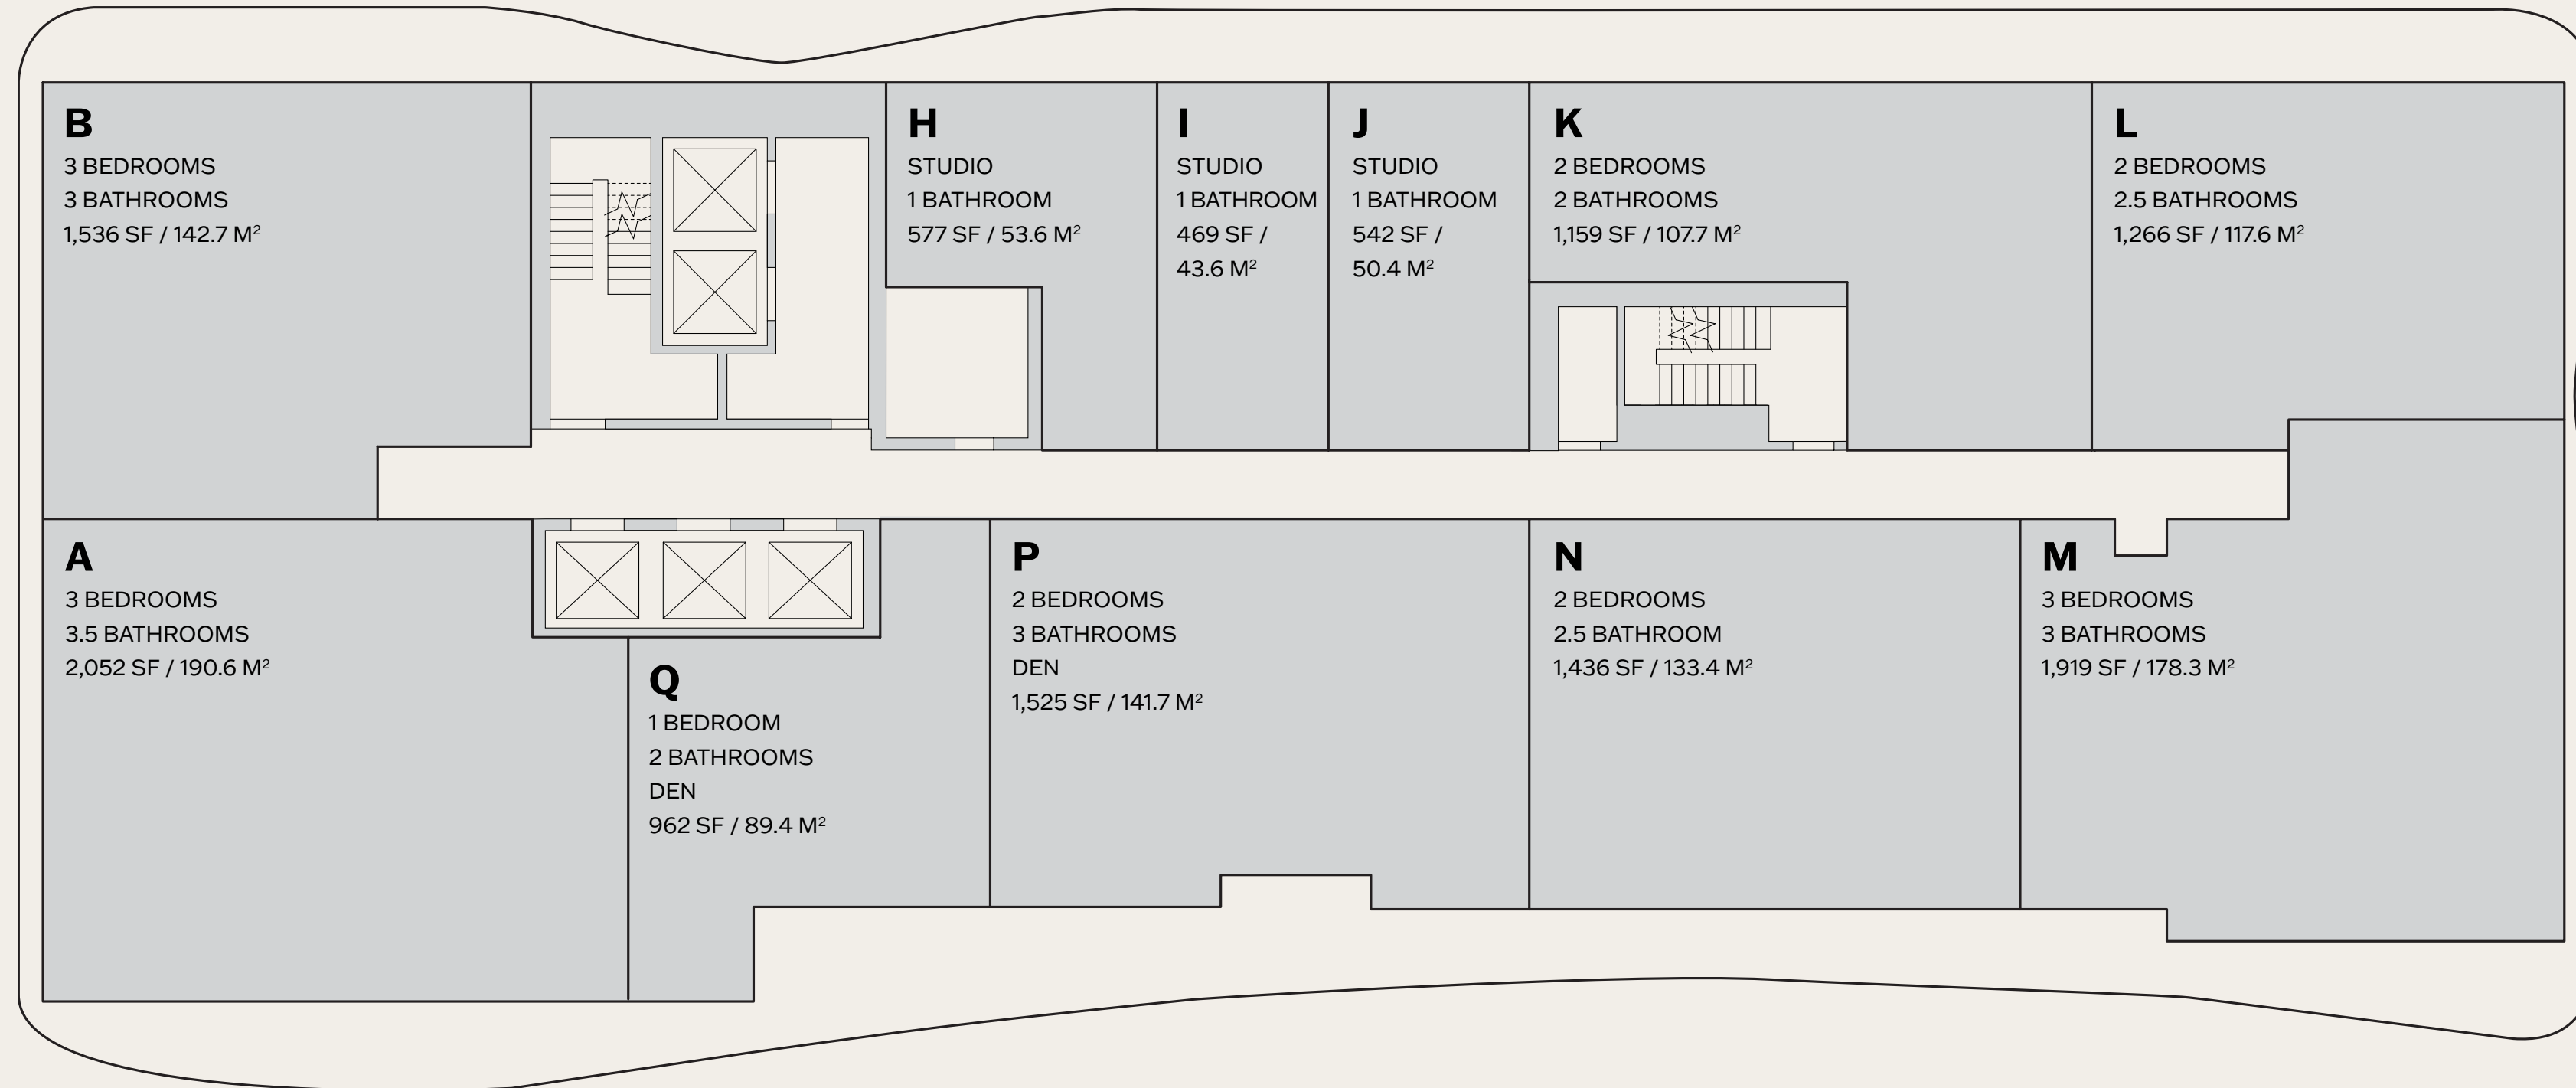 B
3 BEDROOMS
3 BATHROOMS
1,536 SF / 142.7 M²
H
STUDIO
1 BATHROOM
577 SF / 53.6 M²
I
STUDIO
1 BATHROOM
469 SF /
43.6 M²
J
STUDIO
1 BATHROOM
542 SF /
50.4 M²
K
2 BEDROOMS
2 BATHROOMS
1,159 SF / 107.7 M²
L
2 BEDROOMS
2.5 BATHROOMS
1,266 SF / 117.6 M²
A
3 BEDROOMS
3.5 BATHROOMS
2,052 SF / 190.6 M²
Q
1 BEDROOM
2 BATHROOMS
DEN
962 SF / 89.4 M²
P
2 BEDROOMS
3 BATHROOMS
DEN
1,525 SF / 141.7 M²
N
2 BEDROOMS
2.5 BATHROOM
1,436 SF / 133.4 M²
M
3 BEDROOMS
3 BATHROOMS
1,919 SF / 178.3 M²